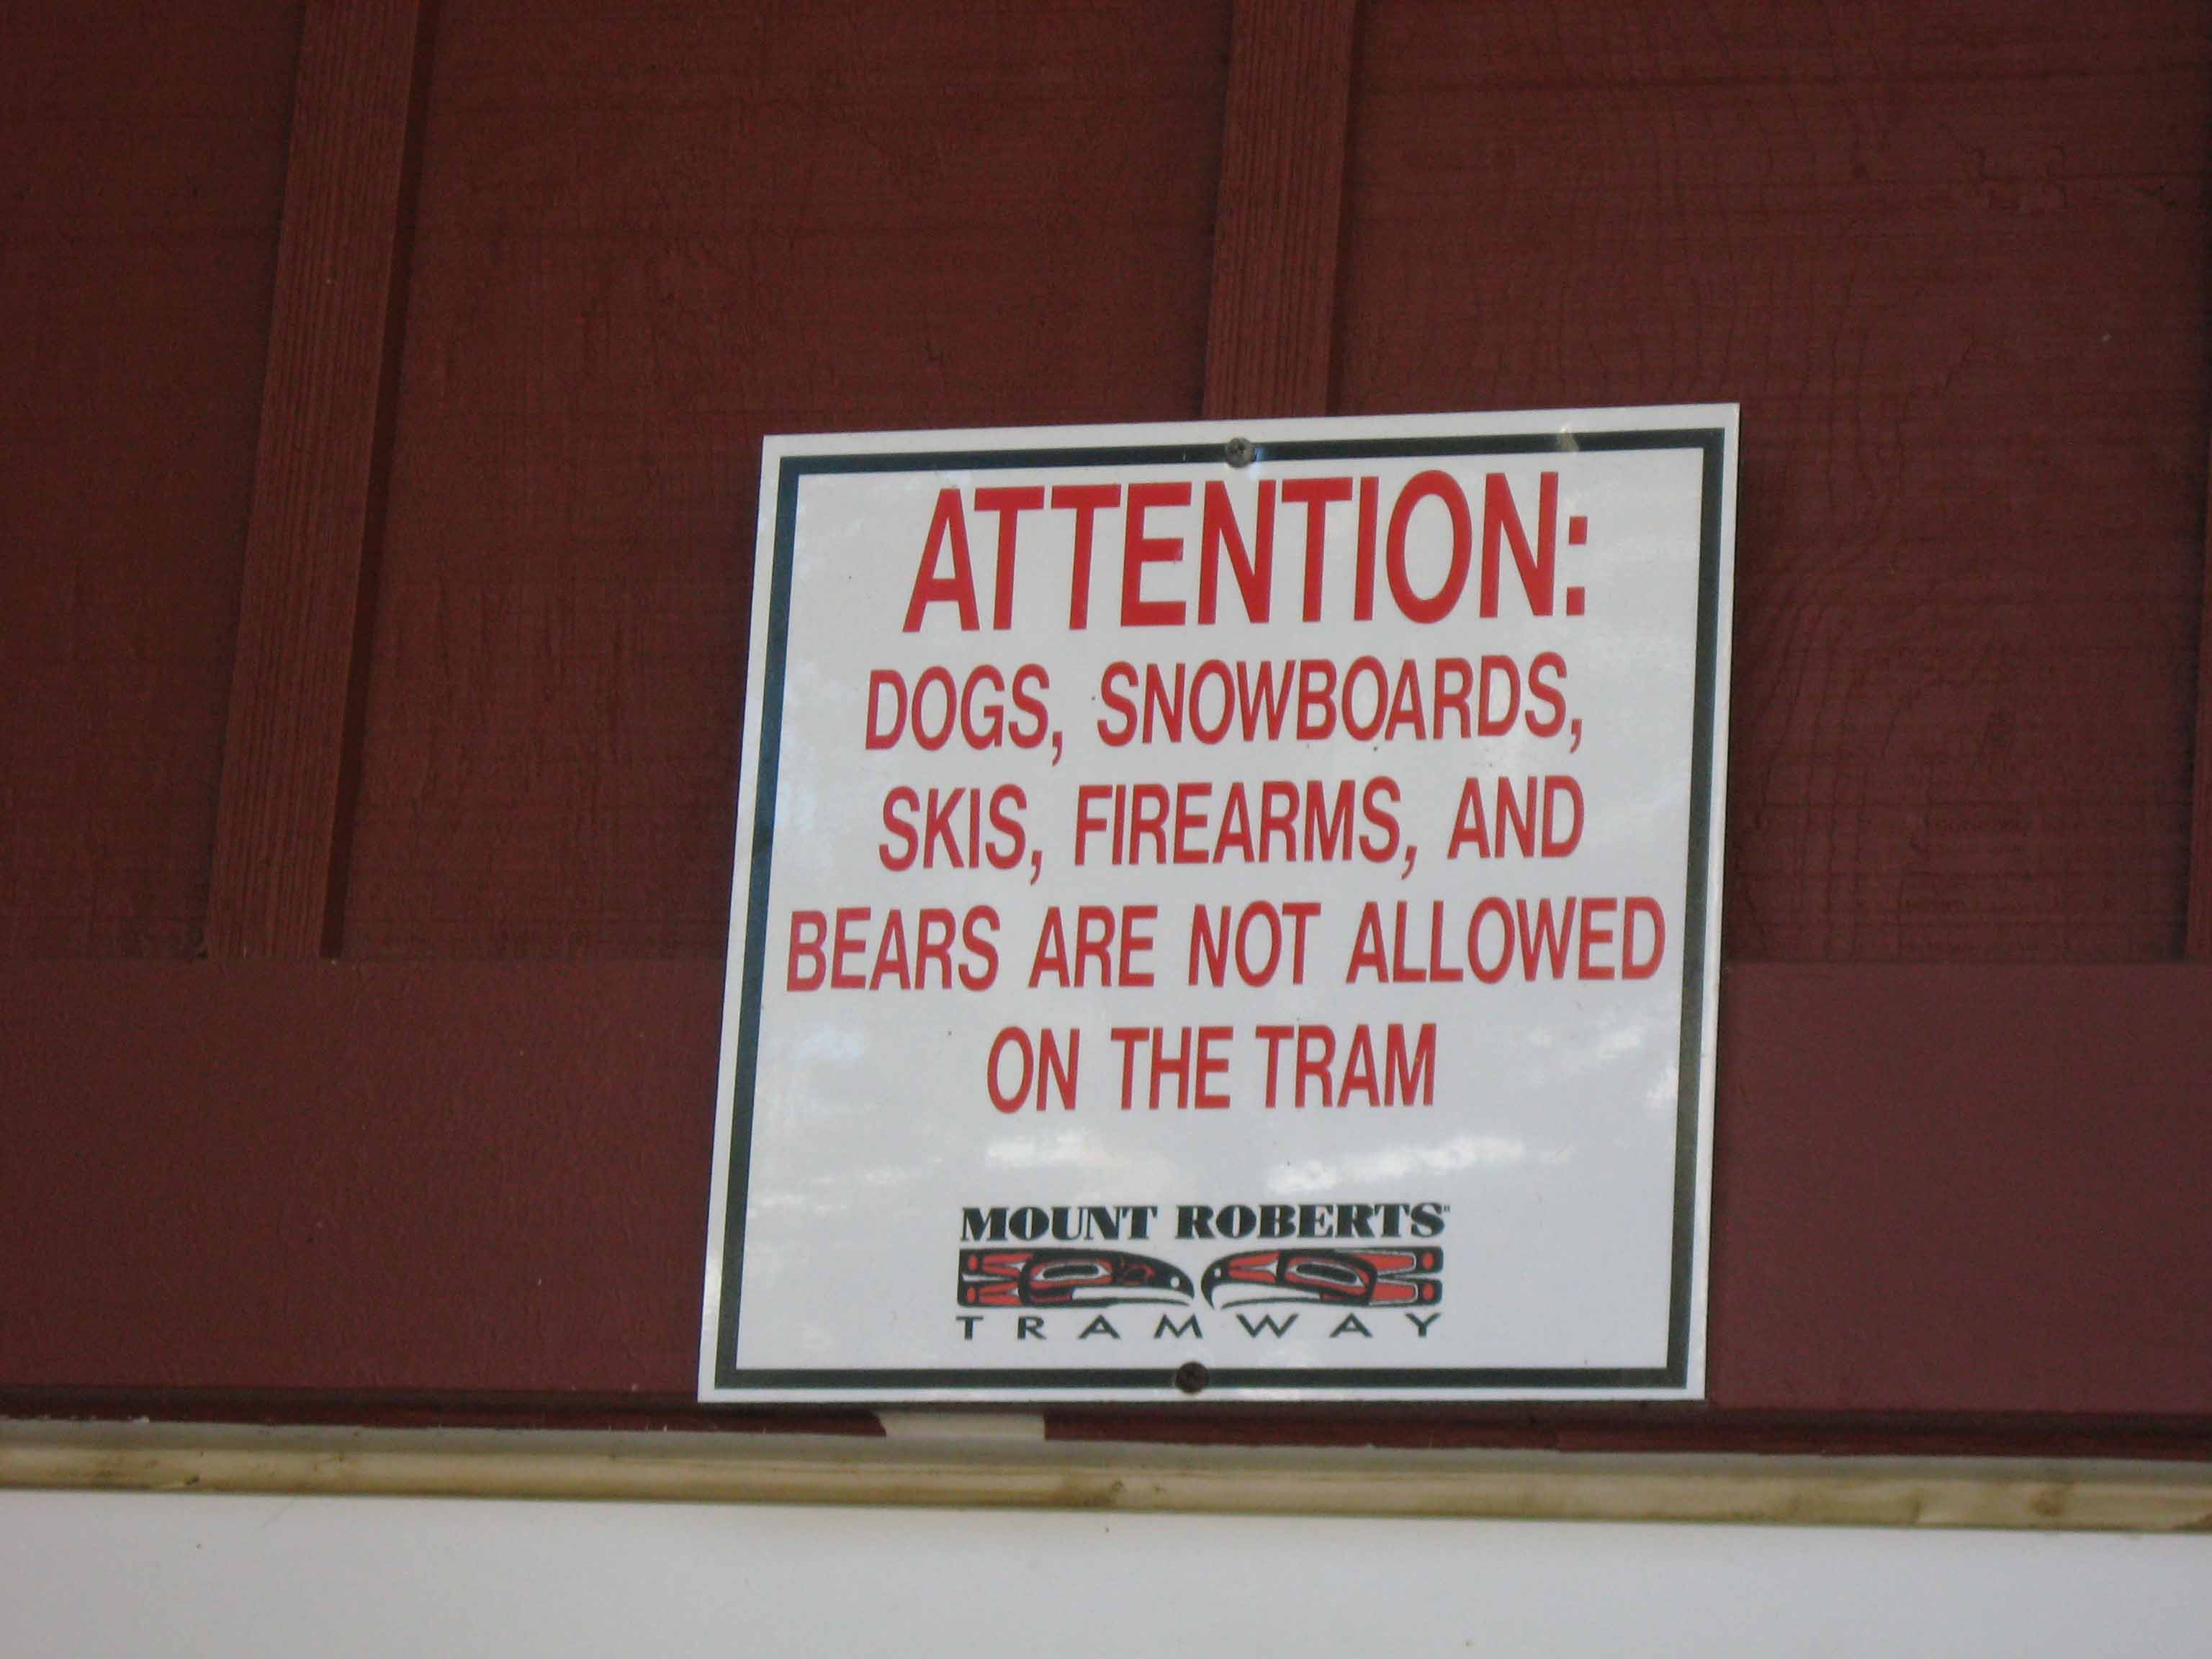 ATTENTION:
DOGS, SNOWBOARDS,
SKIS, FIREARMS, AND
BEARS ARE NOT ALLOWED
ON THE TRAM
MOUNT ROBERTS
TRAMWAY